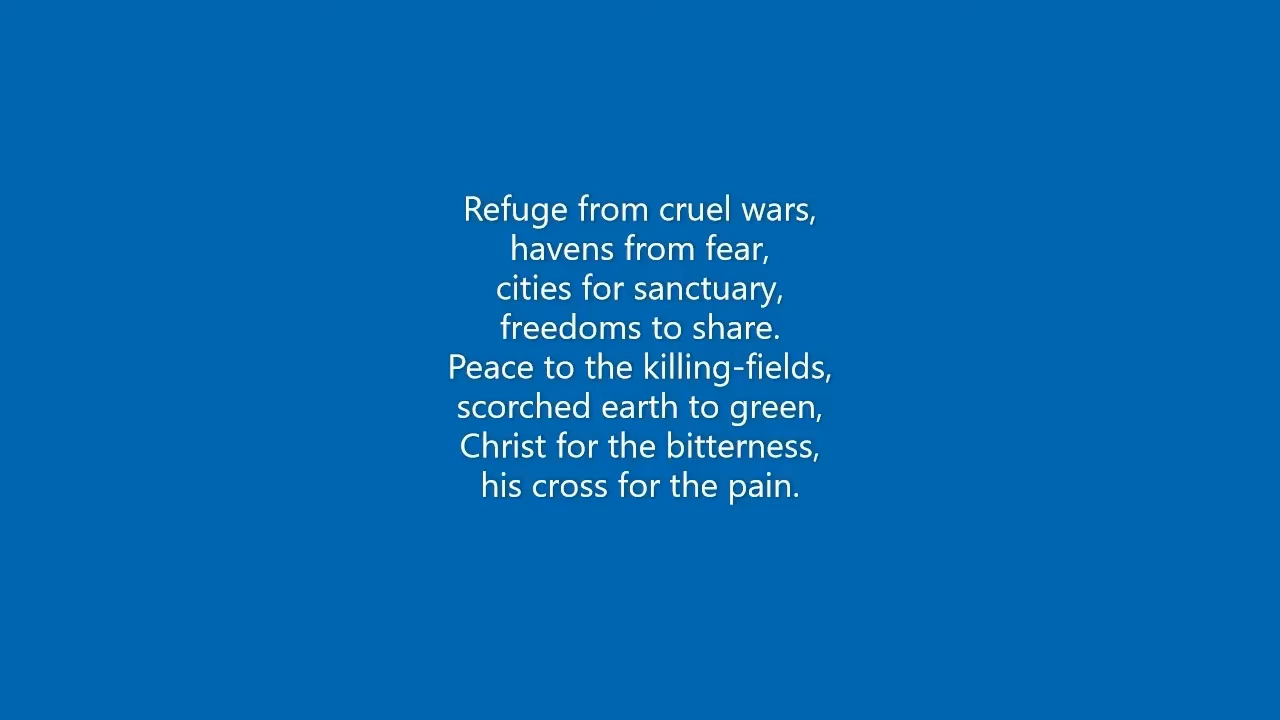 Refuge from cruel wars,
havens from fear,
cities for sanctuary,
freedoms to share.
Peace to the killing-fields,
scorched earth to green,
Christ for the bitterness,
his cross for the pain.